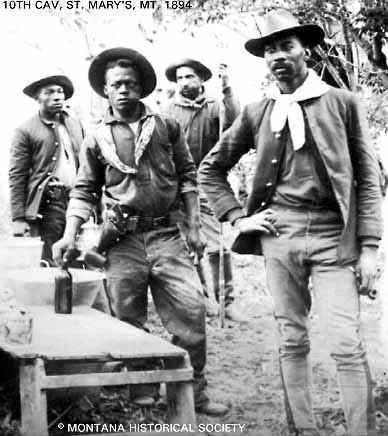 10TH CAV, ST. MARY'S, MT, 1894
© MONTANA HISTORICAL SOCIETY